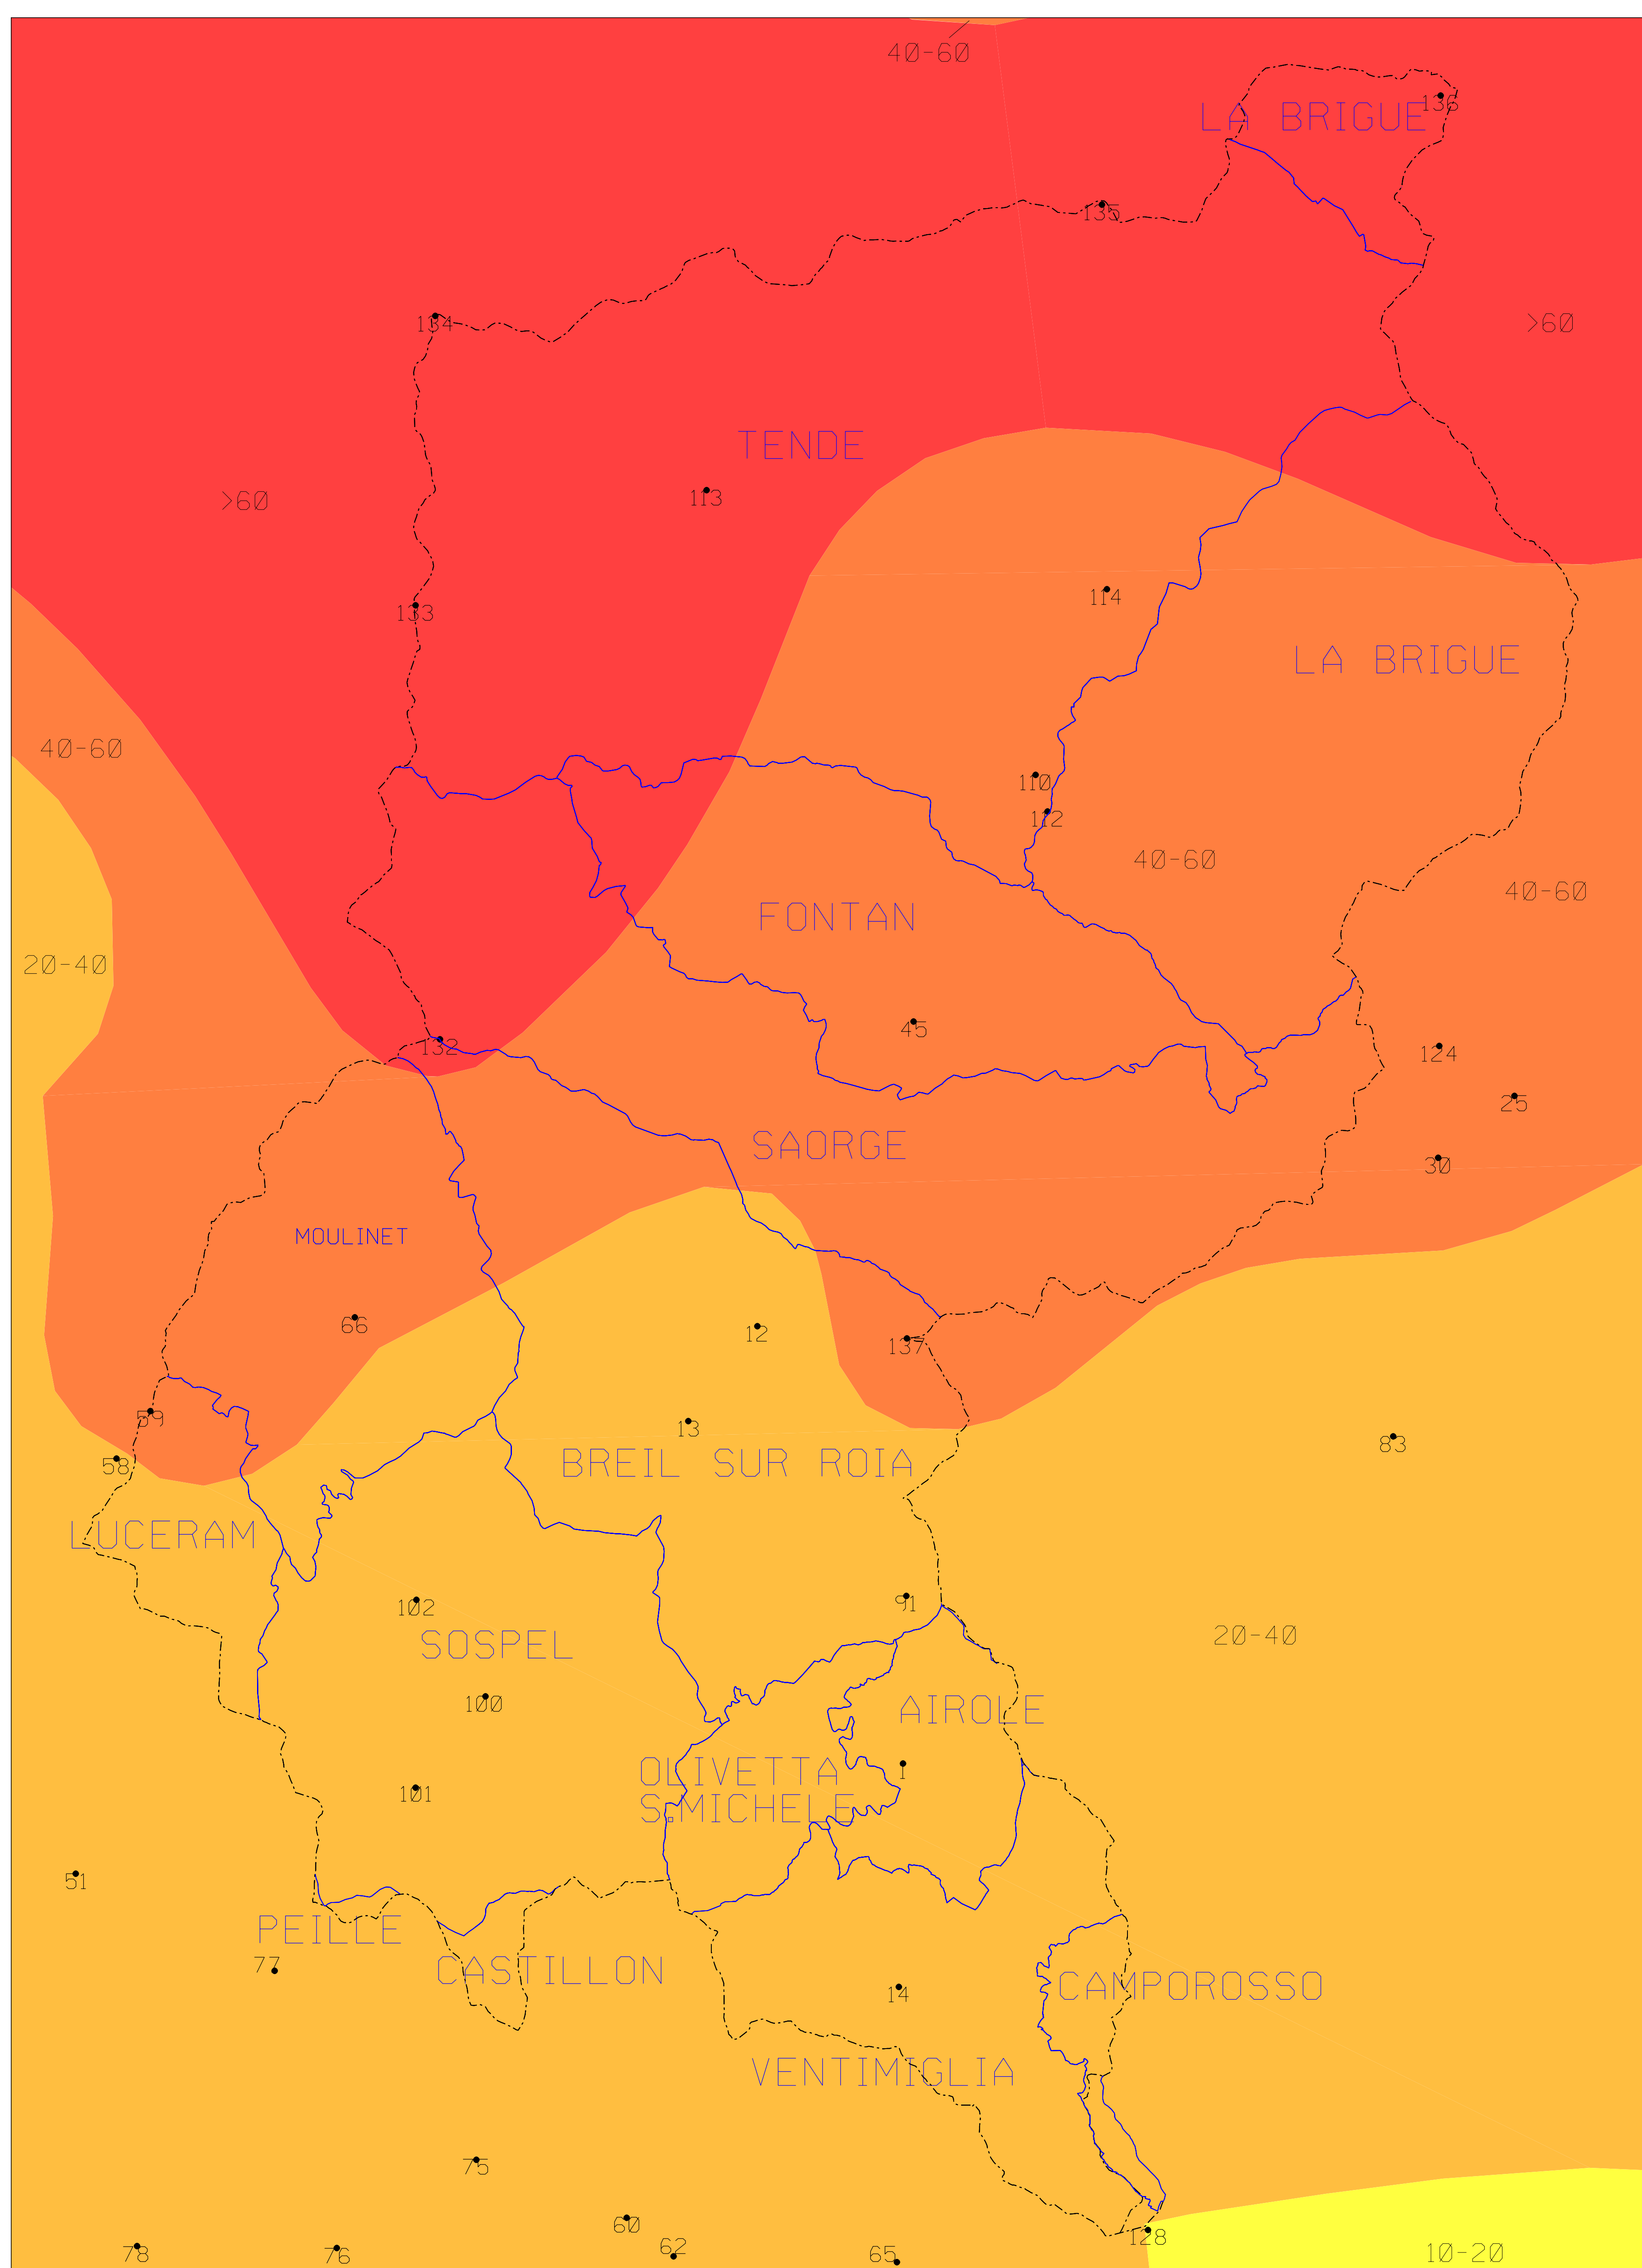 40-60
136
LA BRIGUE
135
134
>60
TENDE
113
>60
114
133
LA BRIGUE
40-60
110
112
40-60
40-60
FONTAN
20-40
45
132
124
25
SAORGE
30
MOULINET
66
12
137
59
13
83
BREIL SUR ROIA
58
LUCERAM
91
102
20-40
SOSPEL
100
AIROLE
OLIVETTA
1
S.MICHELE
101
51
PEILLE
77
CASTILLON
CAMPOROSSO
14
VENTIMIGLIA
75
60
128
62
78
76
65
10-20